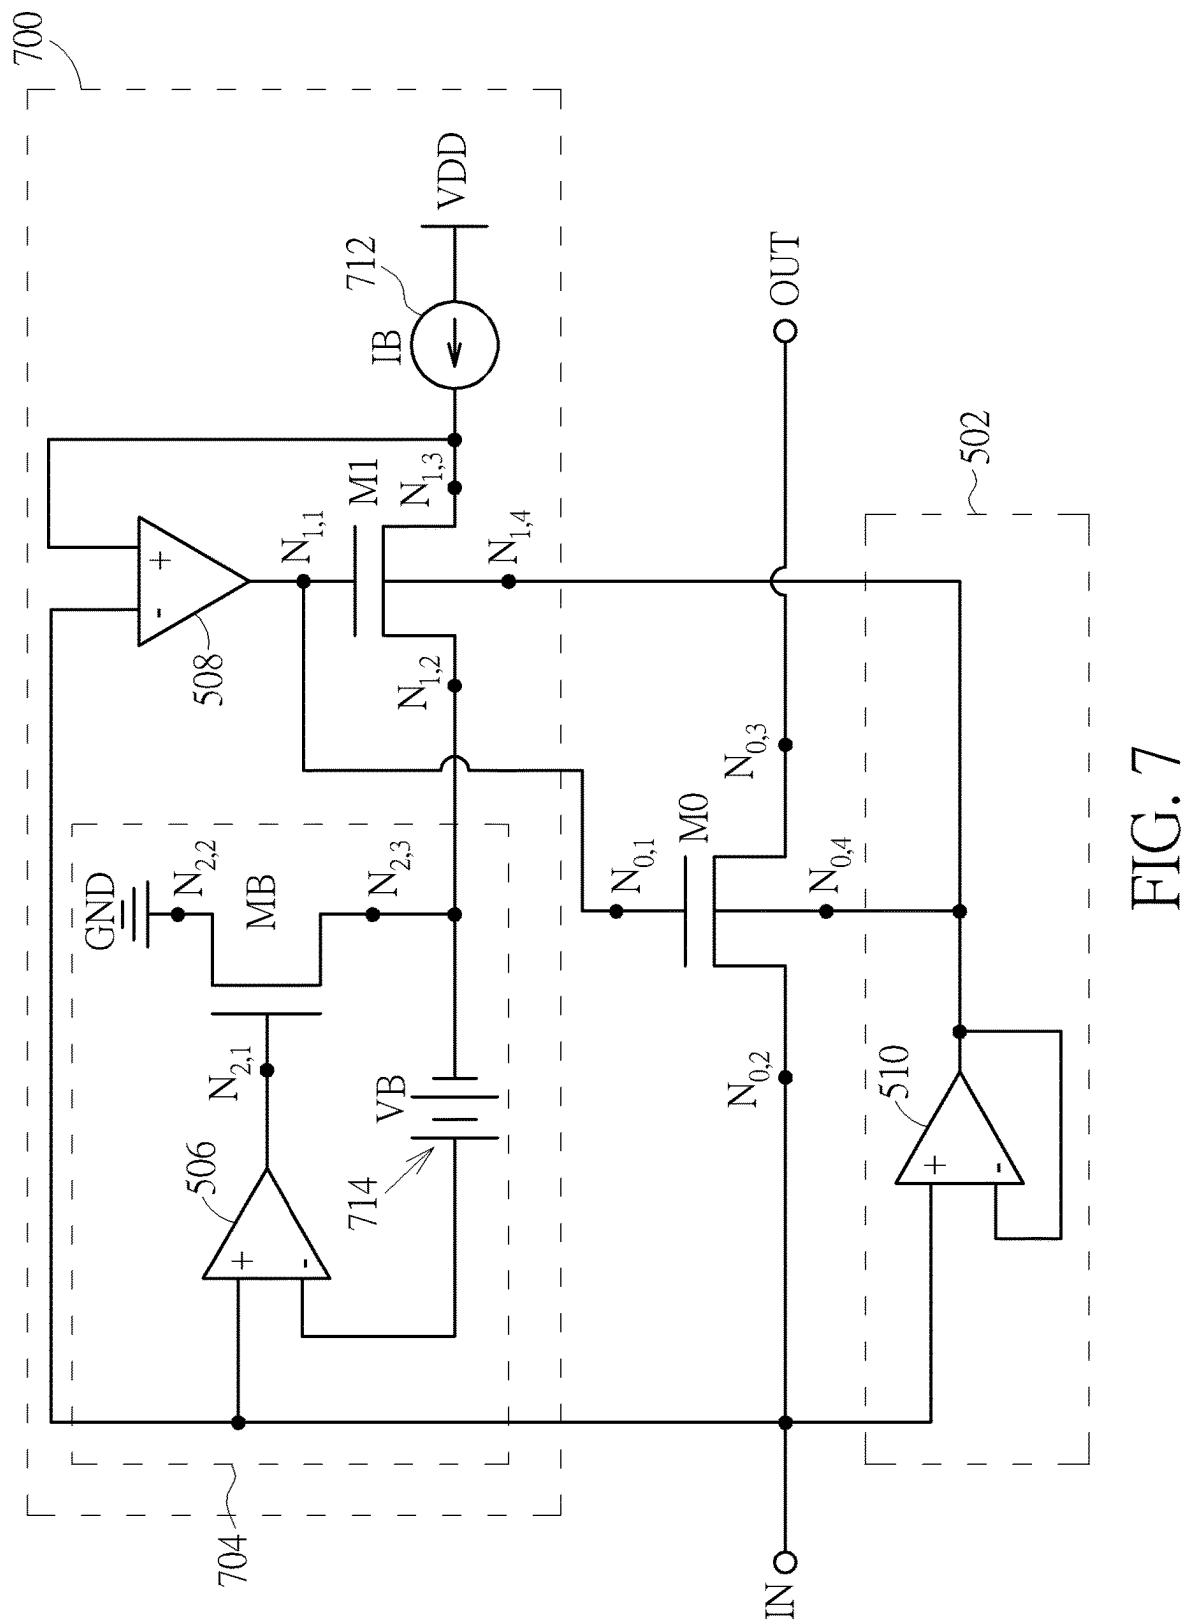 700
704
GND
N2,2
MB
N2,3
N2,1
506
+
-
VB
714
508
+
-
N1,1
M1
N1,2
N1,3
N1,4
IB
712
VDD
IN
OUT
N0,1
M0
N0,2
N0,3
N0,4
502
510
+
-
FIG. 7